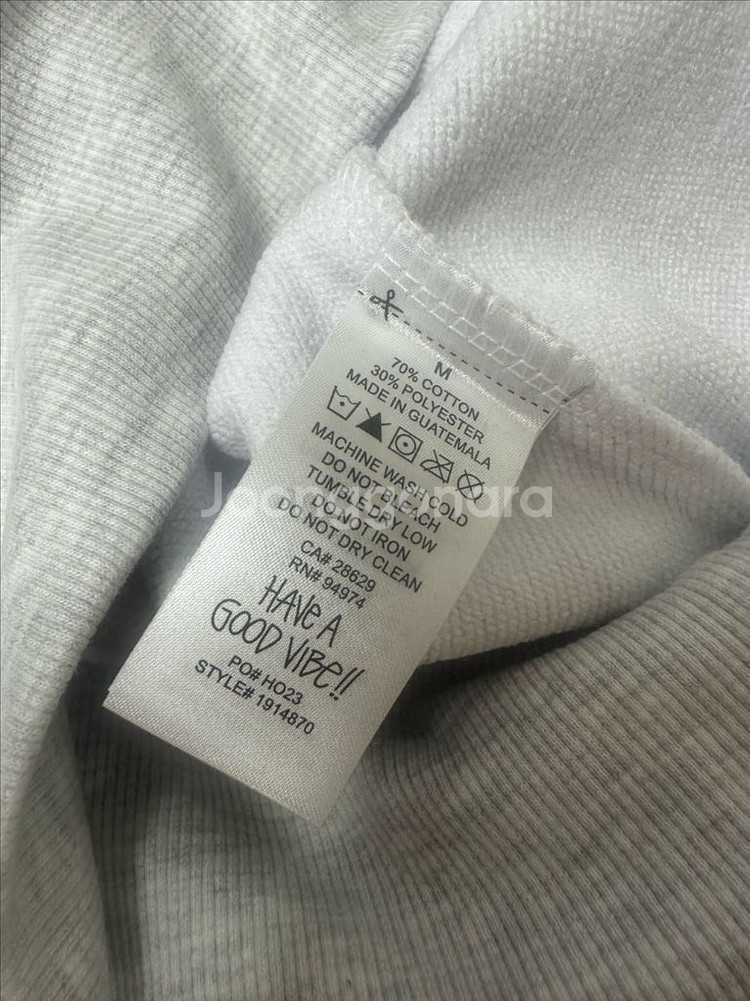 M
70% COTTON
30% POLYESTER
MADE IN GUATEMALA
MACHINE WASH COLD
DO NOT BLEACH
TUMBLE DRY LOW
DO NOT IRON
DO NOT DRY CLEAN
CA# 28629
RN# 94974
HAVE A
GOOD VIBE!!
PO# HO23
STYLE# 1914870
Joonggonara